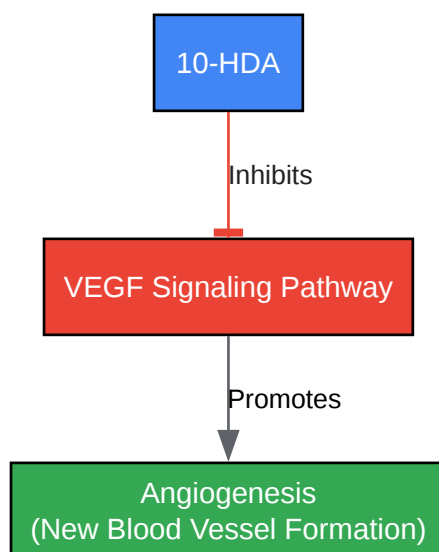 10-HDA
Inhibits
VEGF Signaling Pathway
Promotes
Angiogenesis
(New Blood Vessel Formation)